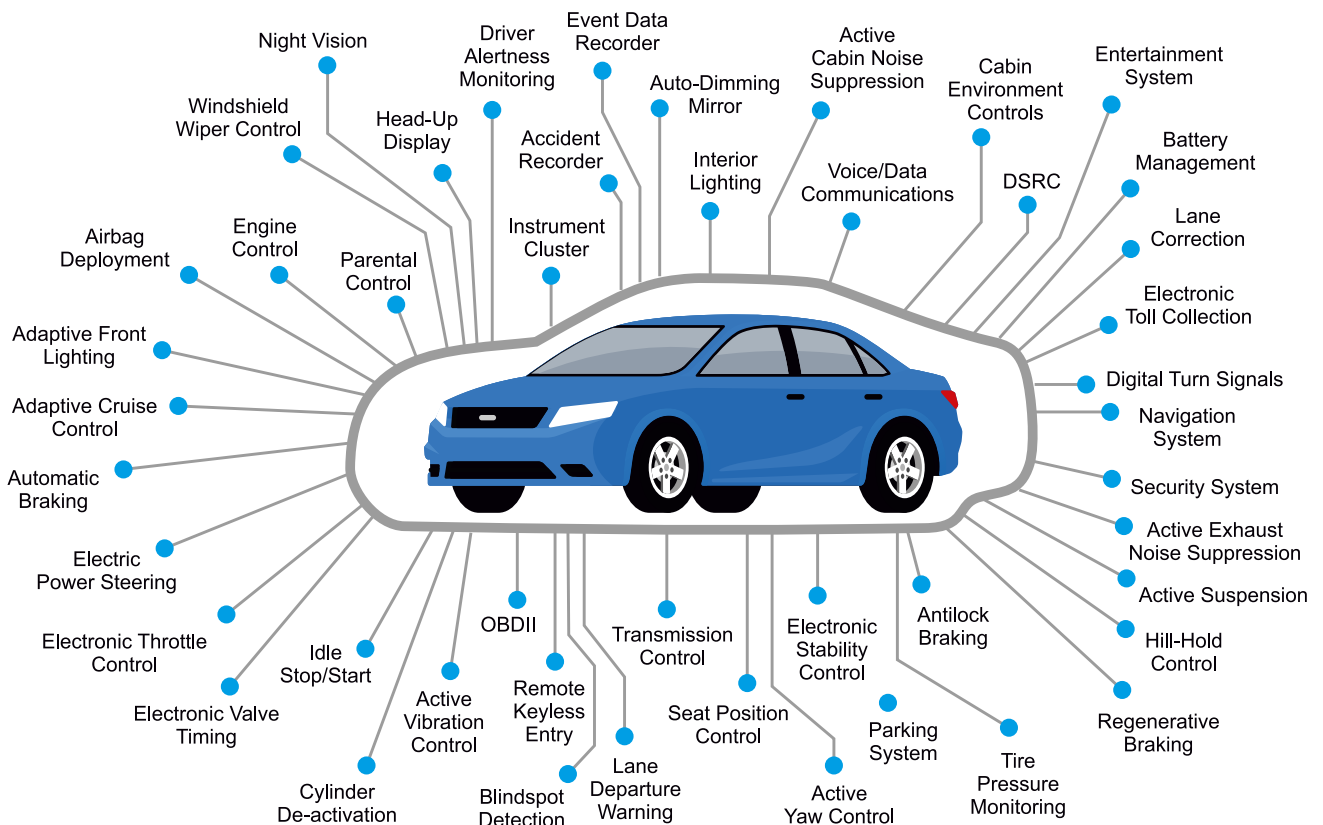 Night Vision
Driver
Alertness
Monitoring
Event Data
Recorder
Auto-Dimming
Mirror
Active
Cabin Noise
Suppression
Cabin
Environment
Controls
Entertainment
System
Windshield
Wiper Control
Head-Up
Display
Accident
Recorder
Interior
Lighting
Voice/Data
Communications
DSRC
Battery
Management
Airbag
Deployment
Engine
Control
Parental
Control
Instrument
Cluster
Lane
Correction
Electronic
Toll Collection
Adaptive Front
Lighting
Digital Turn Signals
Adaptive Cruise
Control
Navigation
System
Automatic
Braking
Security System
Electric
Power Steering
Active Exhaust
Noise Suppression
Active Suspension
Electronic Throttle
Control
Idle
Stop/Start
OBDII
Transmission
Control
Electronic
Stability
Control
Antilock
Braking
Hill-Hold
Control
Electronic Valve
Timing
Active
Vibration
Control
Remote
Keyless
Entry
Seat Position
Control
Parking
System
Regenerative
Braking
Cylinder
De-activation
Blindspot
Detection
Lane
Departure
Warning
Active
Yaw Control
Tire
Pressure
Monitoring